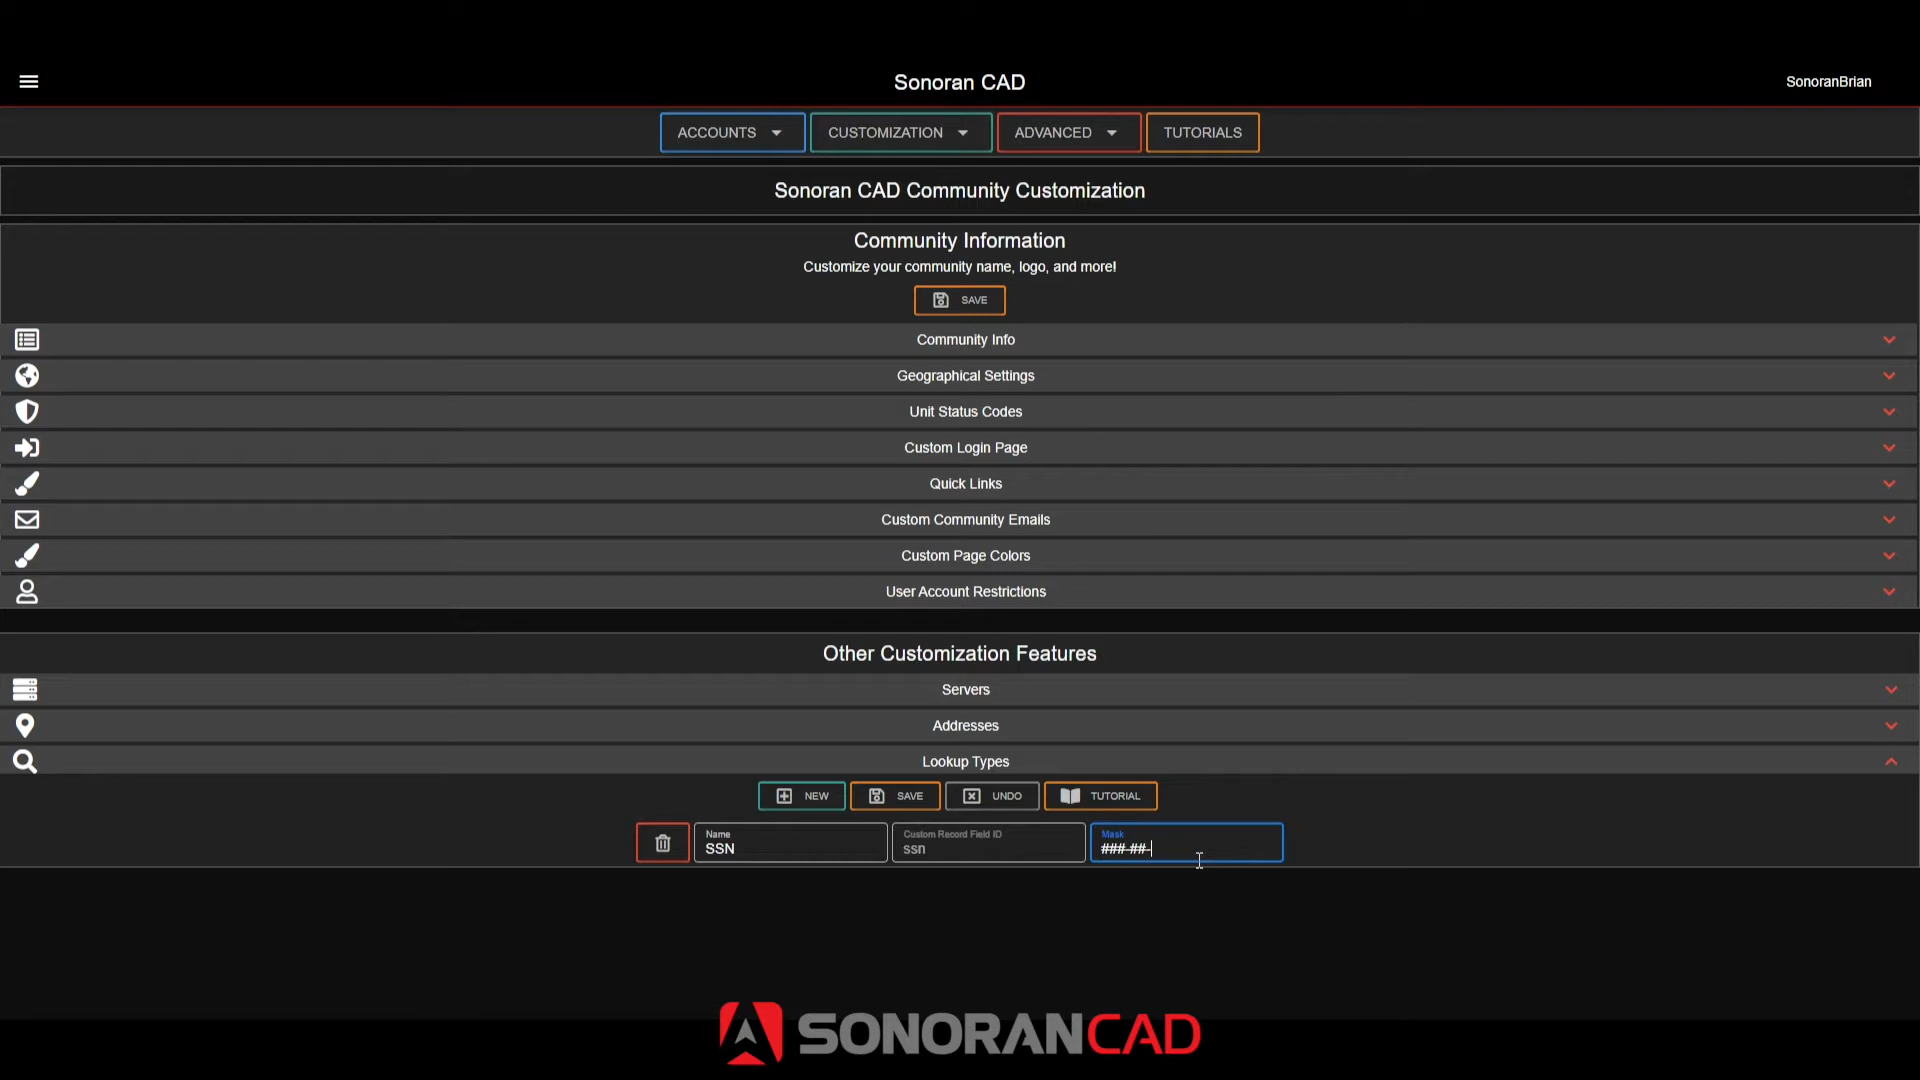 Sonoran CAD
SonoranBrian
ACCOUNTS
CUSTOMIZATION
ADVANCED
TUTORIALS
Sonoran CAD Community Customization
Community Information
Customize your community name, logo, and more!
SAVE
Community Info
Geographical Settings
Unit Status Codes
Custom Login Page
Quick Links
Custom Community Emails
Custom Page Colors
User Account Restrictions
Other Customization Features
Servers
Addresses
Lookup Types
NEW
SAVE
UNDO
TUTORIAL
Name
SSN
Custom Record Field ID
ssn
Mask
###-##-
SONORANCAD